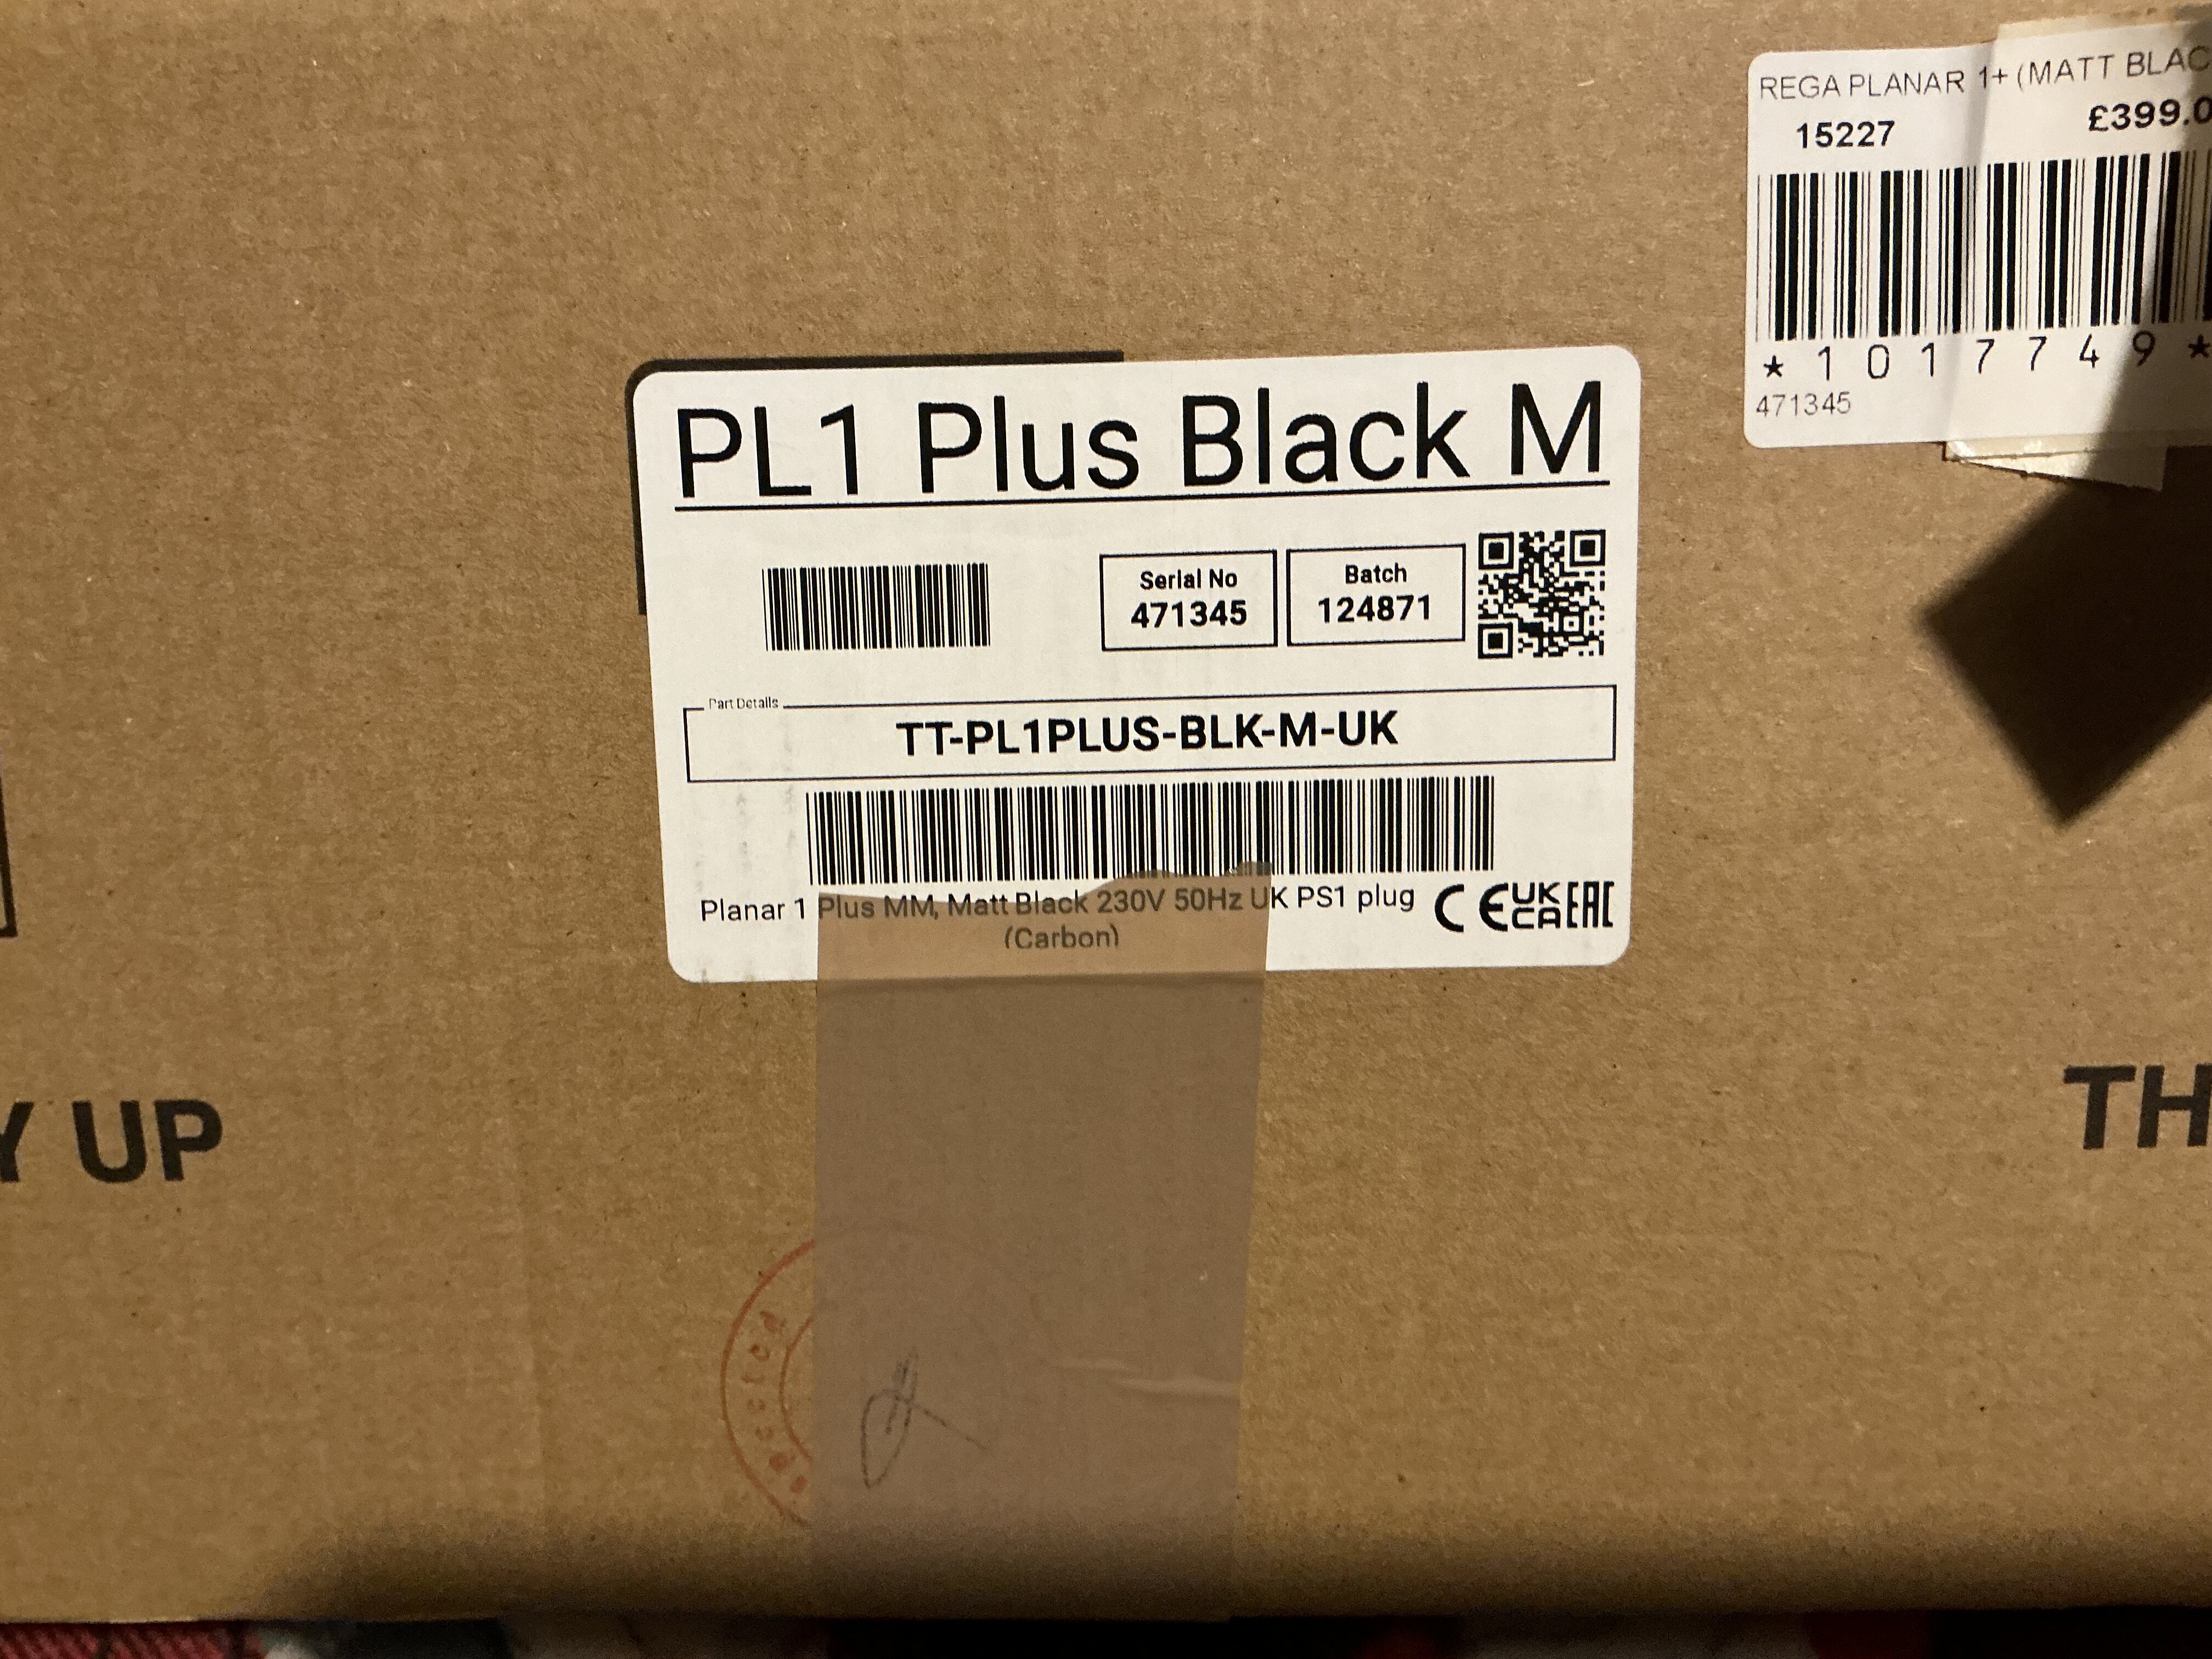 REGA PLANAR 1+ (MATT BLAC
15227 £399.0
* 1 0 1 7 7 4 9 *
471345
PL1 Plus Black M
Serial No
471345
Batch
124871
Part Details
TT-PL1PLUS-BLK-M-UK
Planar 1 Plus MM, Matt Black 230V 50Hz UK PS1 plug
(Carbon)
CE UK CA EAC
Y UP
TH